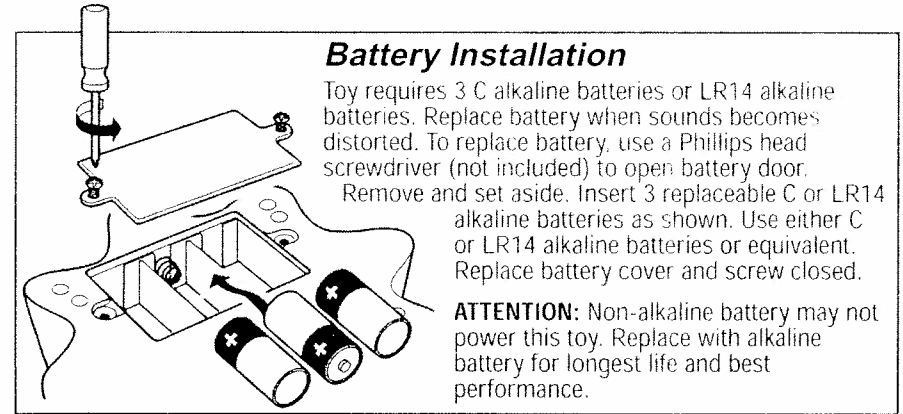 Battery Installation
Toy requires 3 C alkaline batteries or LR14 alkaline
batteries. Replace battery when sounds becomes
distorted. To replace battery, use a Phillips head
screwdriver (not included) to open battery door.
Remove and set aside. Insert 3 replaceable C or LR14
alkaline batteries as shown. Use either C
or LR14 alkaline batteries or equivalent.
Replace battery cover and screw closed.
ATTENTION: Non-alkaline battery may not
power this toy. Replace with alkaline
battery for longest life and best
performance.